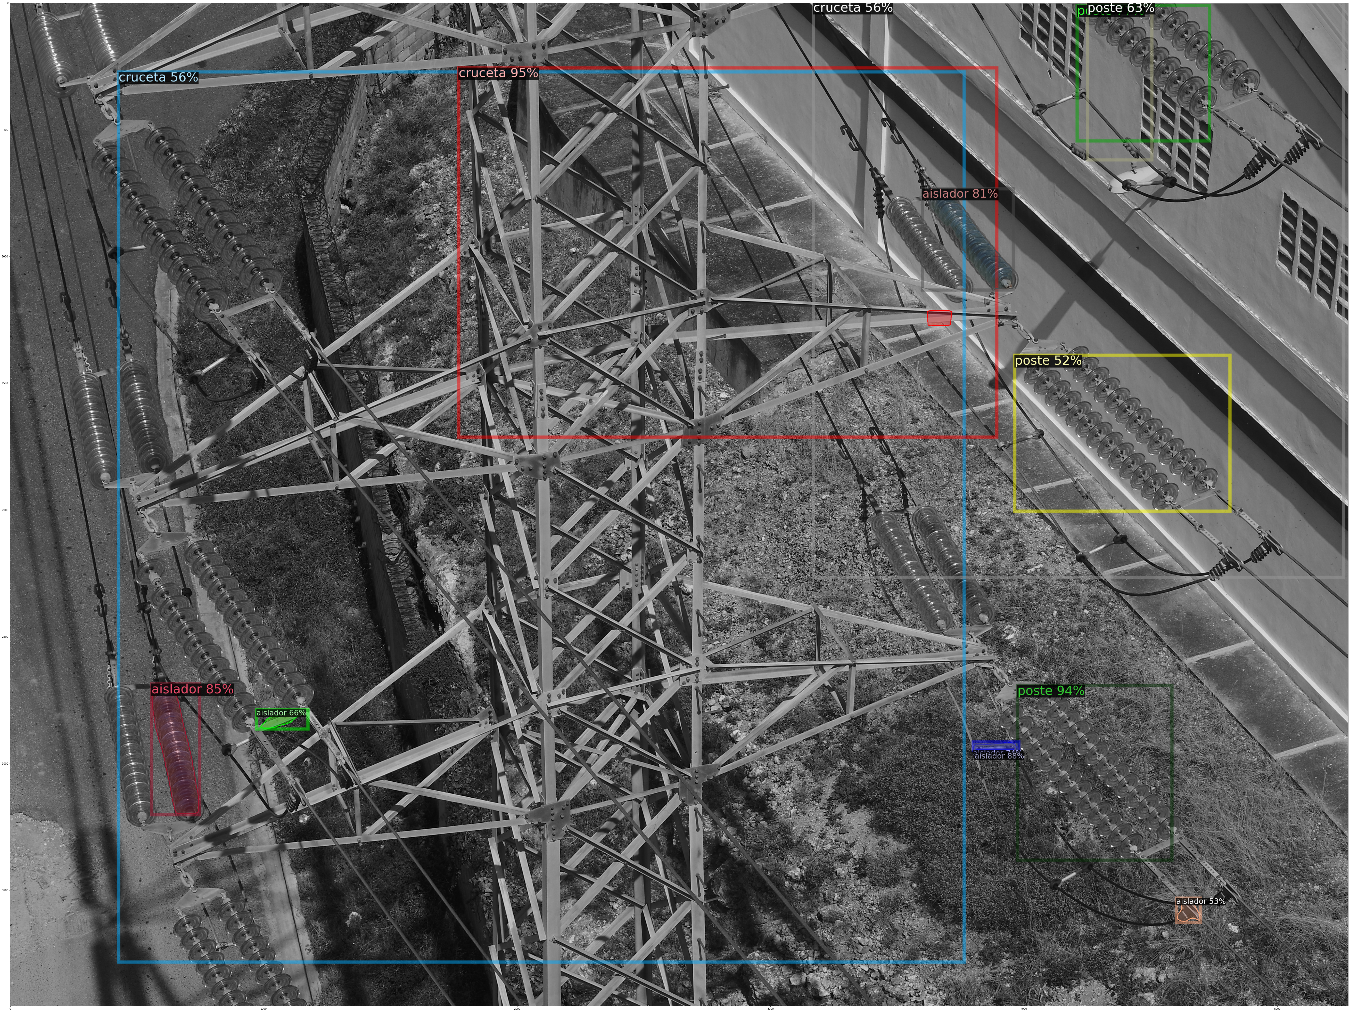 cruceta 56%
poste 63%
cruceta 56%
cruceta 95%
aislador 81%
poste 52%
aislador 85%
aislador 66%
poste 94%
aislador 88%
aislador 53%